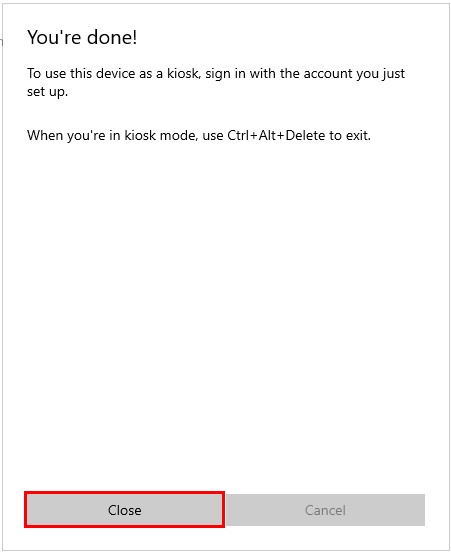 You're done!
To use this device as a kiosk, sign in with the account you just
set up.
When you're in kiosk mode, use Ctrl+Alt+Delete to exit.
Close
Cancel